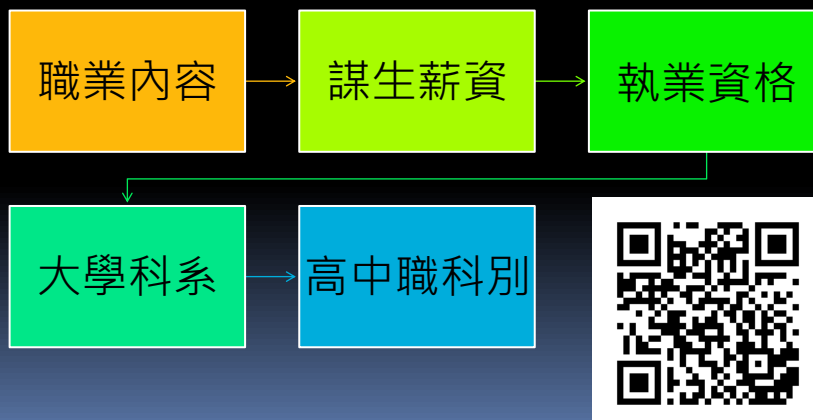 職業內容
謀生薪資
執業資格
大學科系
高中職科別